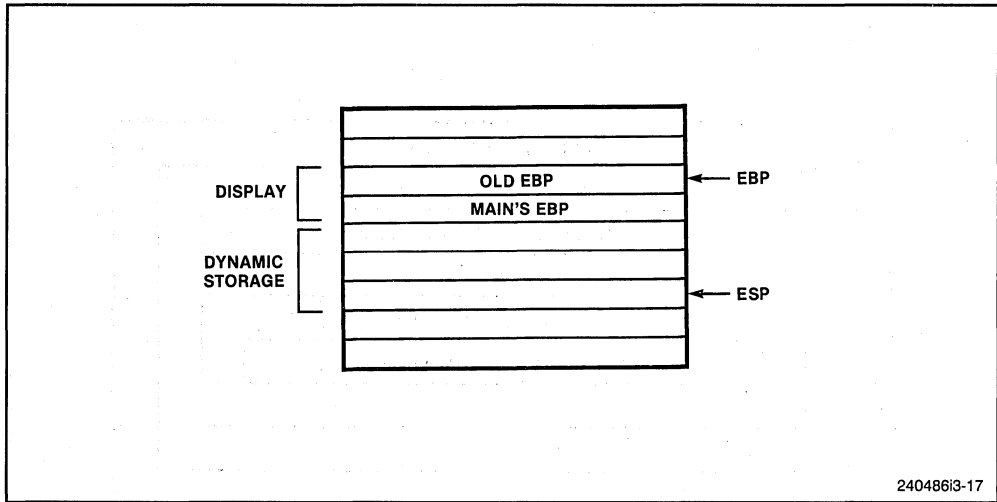 DISPLAY
OLD EBP
EBP
MAIN'S EBP
DYNAMIC
STORAGE
ESP
240486i3-17